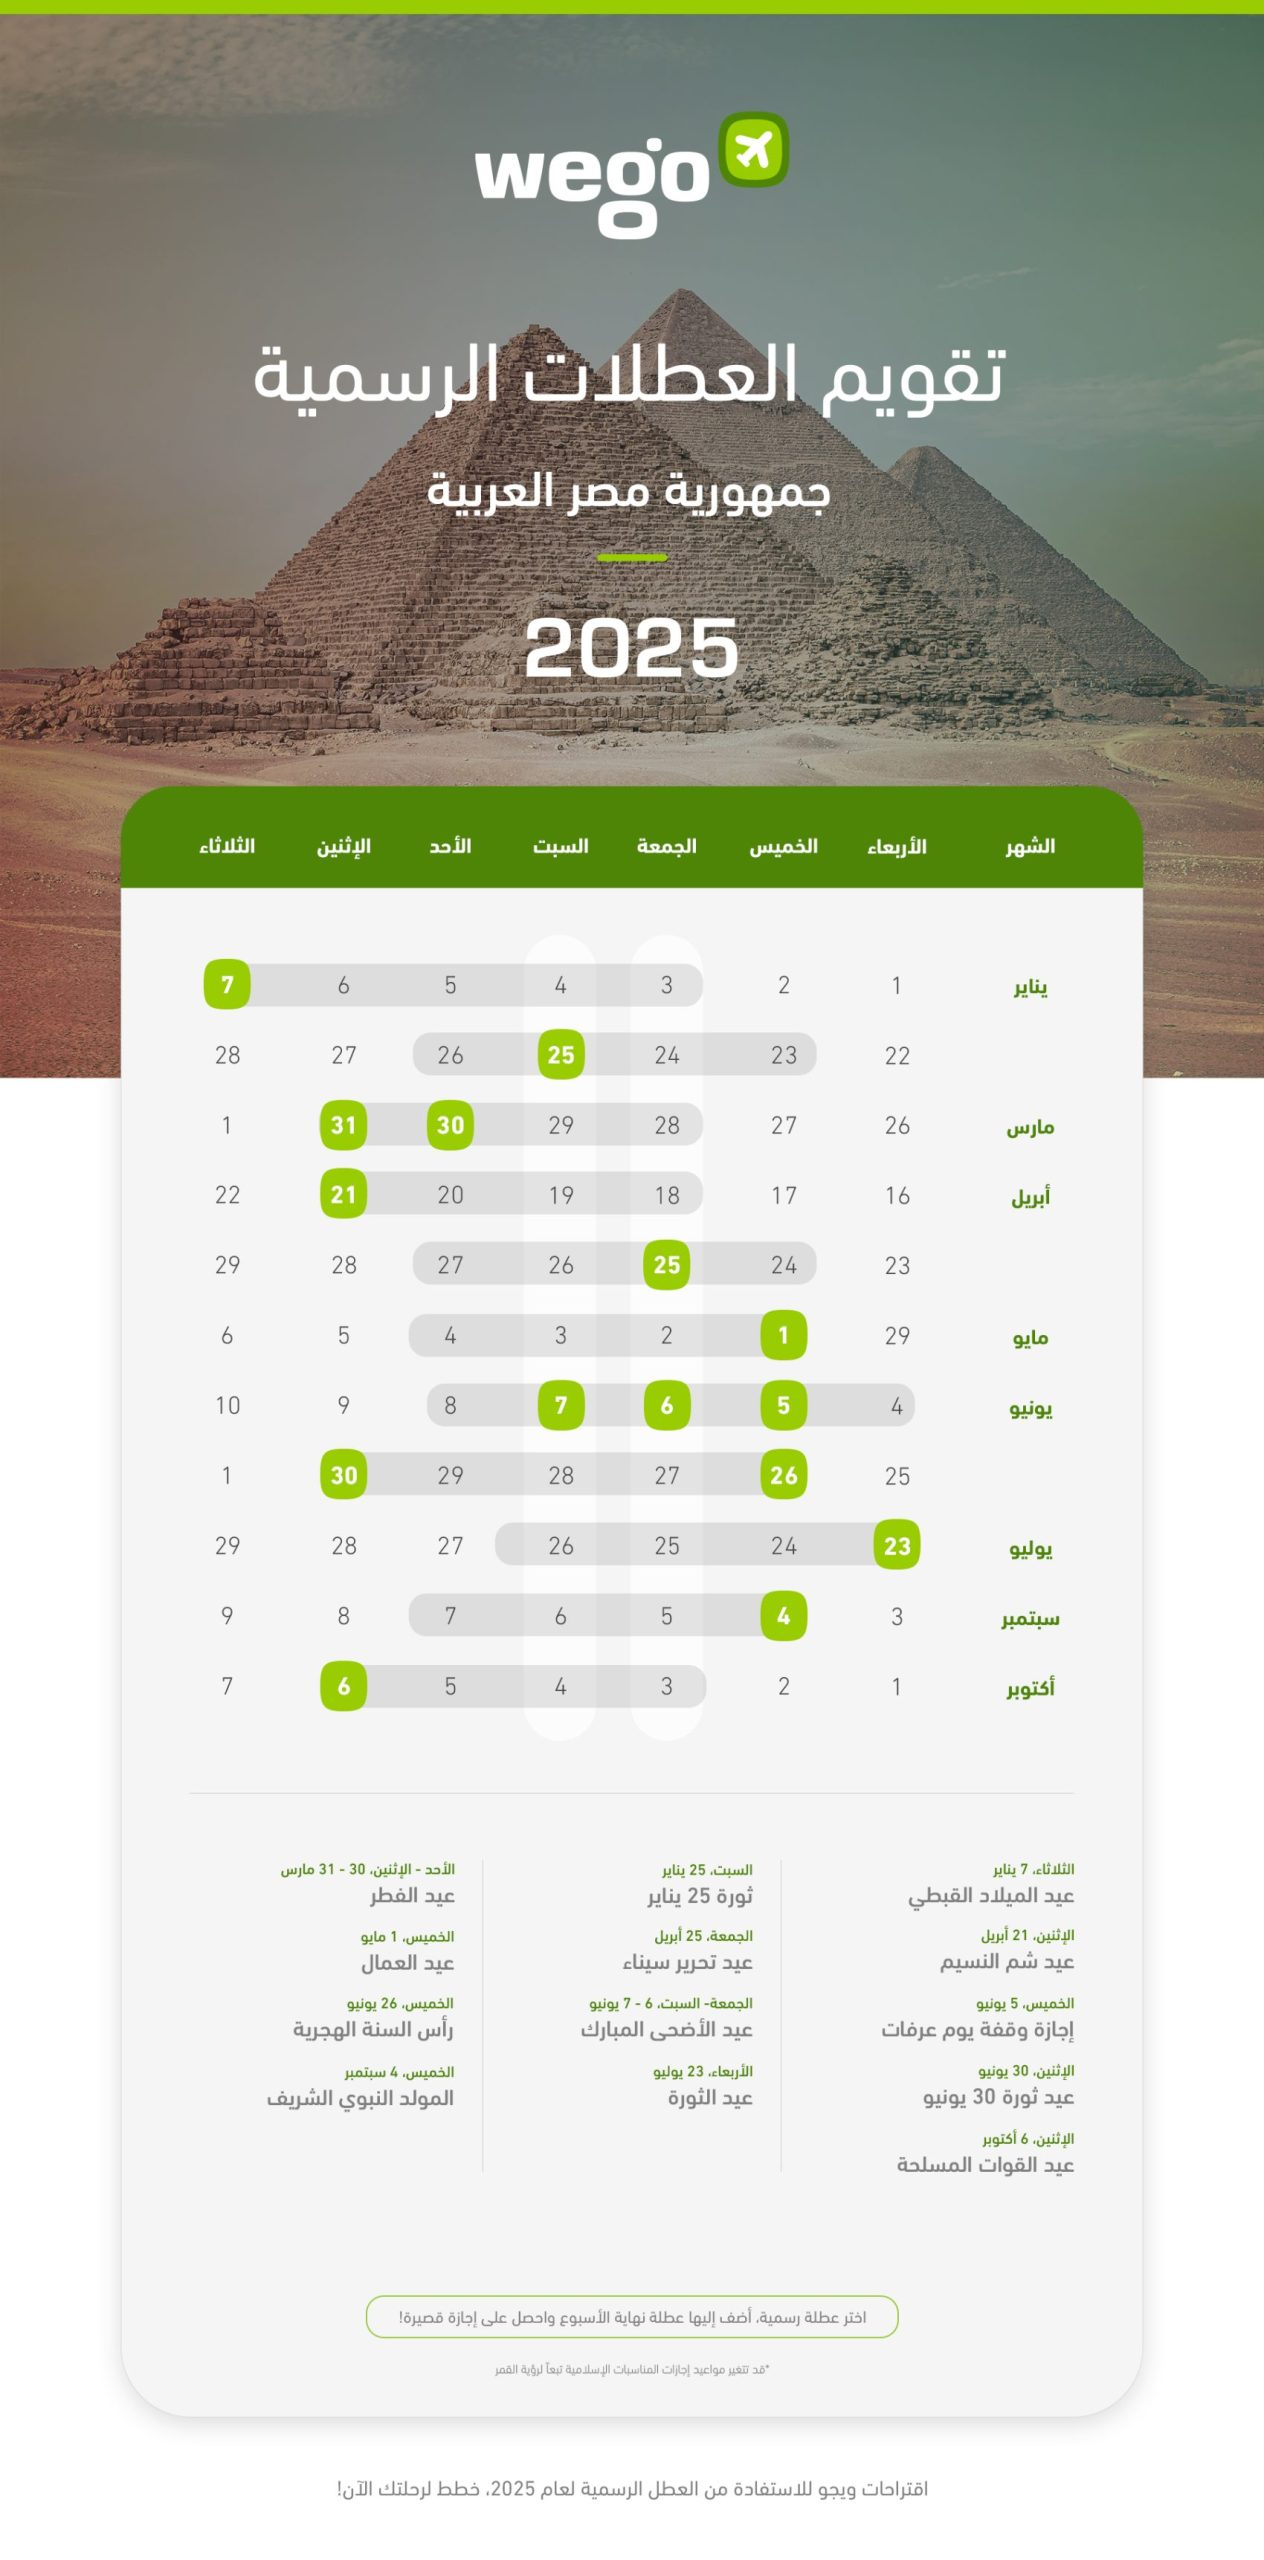 wego
تقويم العطلات الرسمية
جمهورية مصر العربية
2025
الشهر الأربعاء الخميس الجمعة السبت الأحد الإثنين الثلاثاء
يناير 1 2 3 4 5 6 7
22 23 24 25 26 27 28
مارس 26 27 28 29 30 31 1
أبريل 16 17 18 19 20 21 22
23 24 25 26 27 28 29
مايو 29 1 2 3 4 5 6
يونيو 4 5 6 7 8 9 10
25 26 27 28 29 30 1
يوليو 23 24 25 26 27 28 29
سبتمبر 3 4 5 6 7 8 9
أكتوبر 1 2 3 4 5 6 7
الثلاثاء، 7 يناير
عيد الميلاد القبطي
الإثنين، 21 أبريل
عيد شم النسيم
الخميس، 5 يونيو
إجازة وقفة يوم عرفات
الإثنين، 30 يونيو
عيد ثورة 30 يونيو
الإثنين، 6 أكتوبر
عيد القوات المسلحة
السبت، 25 يناير
ثورة 25 يناير
الجمعة، 25 أبريل
عيد تحرير سيناء
الجمعة- السبت، 6 - 7 يونيو
عيد الأضحى المبارك
الأربعاء، 23 يوليو
عيد الثورة
الأحد - الإثنين، 30 - 31 مارس
عيد الفطر
الخميس، 1 مايو
عيد العمال
الخميس، 26 يونيو
رأس السنة الهجرية
الخميس، 4 سبتمبر
المولد النبوي الشريف
اختر عطلة رسمية، أضف إليها عطلة نهاية الأسبوع واحصل على إجازة قصيرة!
*قد تتغير مواعيد إجازات المناسبات الإسلامية تبعاً لرؤية القمر
اقتراحات ويجو للاستفادة من العطل الرسمية لعام 2025، خطط لرحلتك الآن!